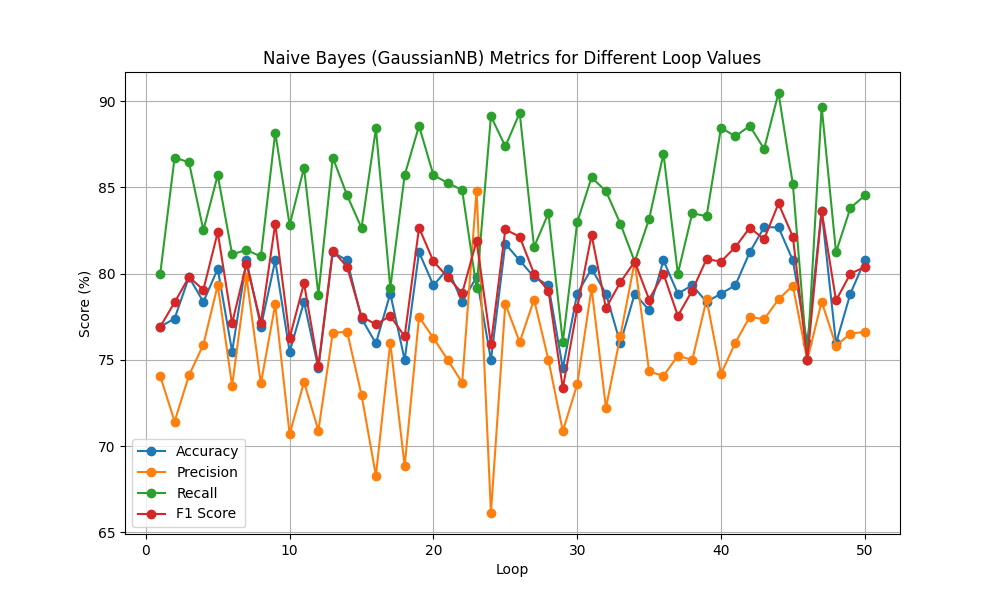 Naive Bayes (GaussianNB) Metrics for Different Loop Values
Score (%)
90
85
80
75
70
65
Accuracy
Precision
Recall
F1 Score
0 10 20 30 40 50
Loop